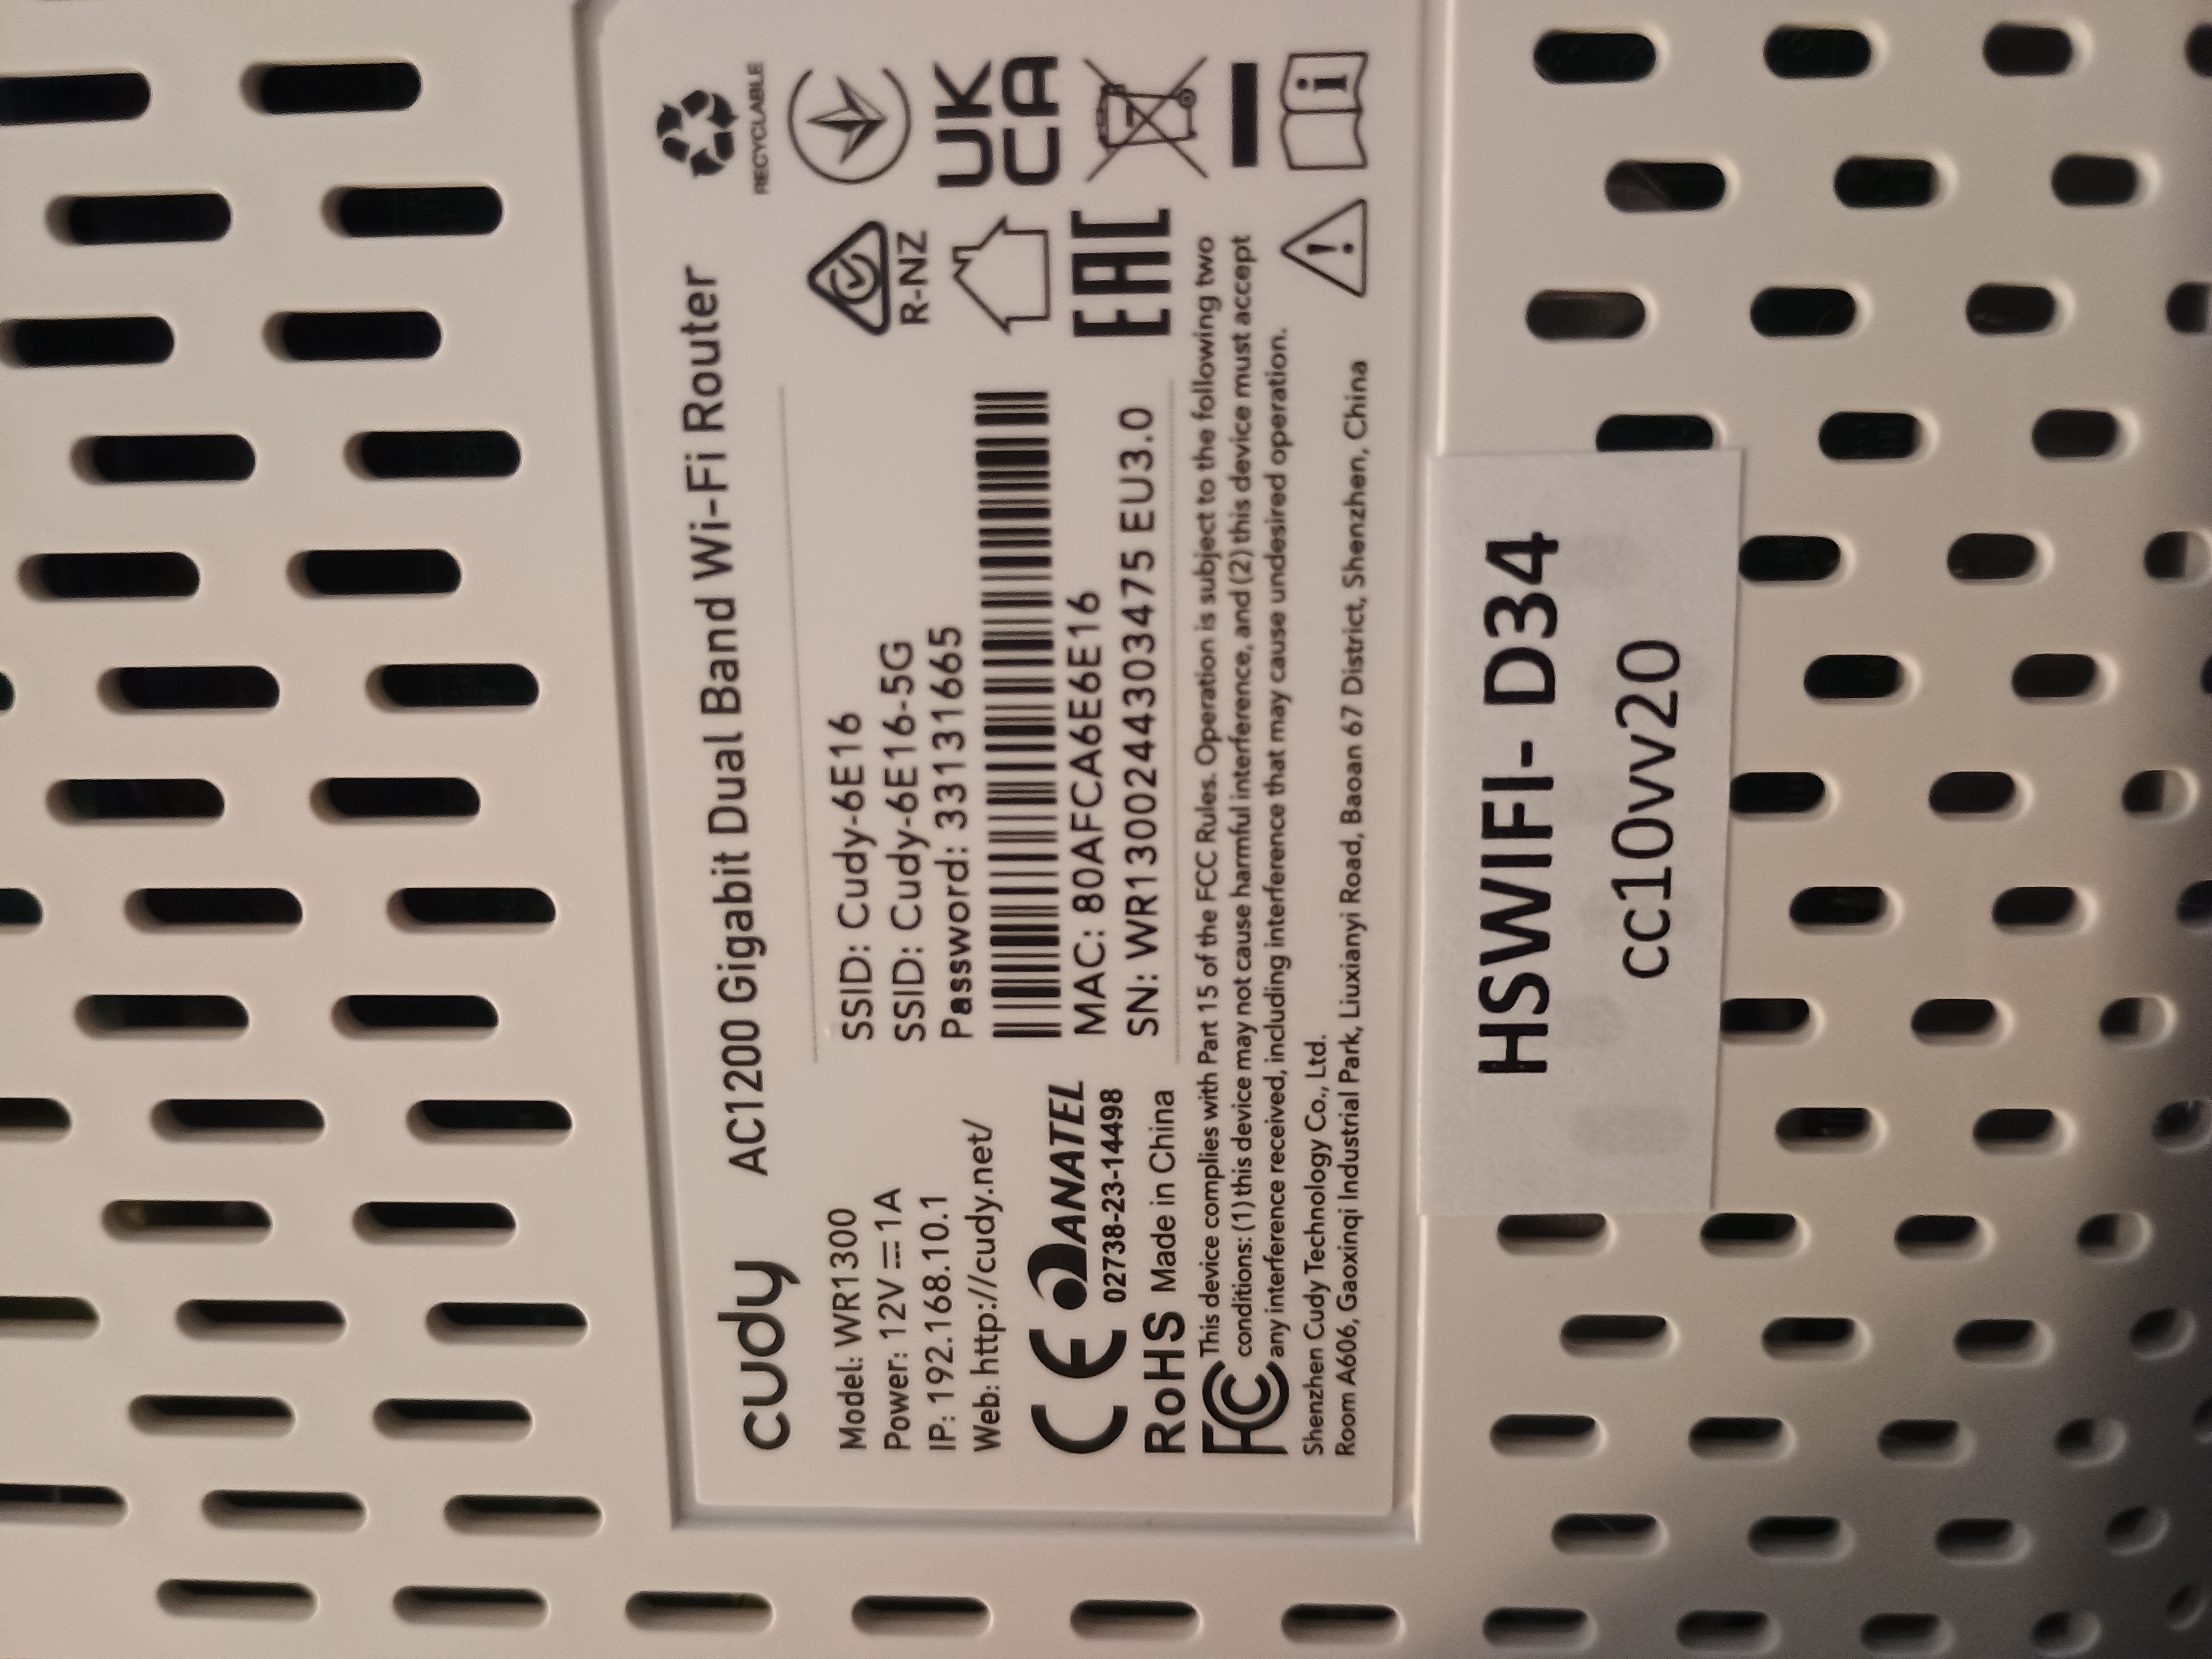 cudy AC1200 Gigabit Dual Band Wi-Fi Router
RECYCLABLE
Model: WR1300
Power: 12V⎓1A
IP: 192.168.10.1
Web: http://cudy.net/
SSID: Cudy-6E16
SSID: Cudy-6E16-5G
Password: 33131665
MAC: 80AFCA6E6E16
SN: WR1300244303475 EU3.0
R-NZ
UK
CA
EAC
CE ANATEL
02738-23-14498
RoHS Made in China
FC This device complies with Part 15 of the FCC Rules. Operation is subject to the following two
conditions: (1) this device may not cause harmful interference, and (2) this device must accept
any interference received, including interference that may cause undesired operation.
Shenzhen Cudy Technology Co., Ltd.
Room A606, Gaoxinqi Industrial Park, Liuxianyi Road, Baoan 67 District, Shenzhen, China
HSWIFI- D34
cc10vv20